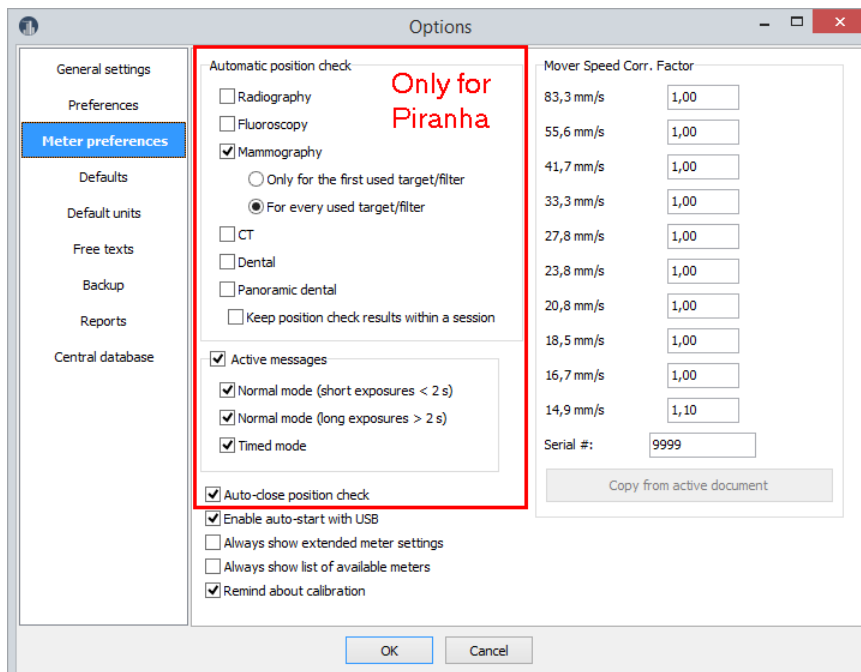 Options
General settings
Preferences
Meter preferences
Defaults
Default units
Free texts
Backup
Reports
Central database
Automatic position check
Only for
Piranha
Radiography
Fluoroscopy
Mammography
Only for the first used target/filter
For every used target/filter
CT
Dental
Panoramic dental
Keep position check results within a session
Active messages
Normal mode (short exposures < 2 s)
Normal mode (long exposures > 2 s)
Timed mode
Auto-close position check
Enable auto-start with USB
Always show extended meter settings
Always show list of available meters
Remind about calibration
Mover Speed Corr. Factor
83,3 mm/s 1,00
55,6 mm/s 1,00
41,7 mm/s 1,00
33,3 mm/s 1,00
27,8 mm/s 1,00
23,8 mm/s 1,00
20,8 mm/s 1,00
18,5 mm/s 1,00
16,7 mm/s 1,00
14,9 mm/s 1,10
Serial #: 9999
Copy from active document
OK Cancel